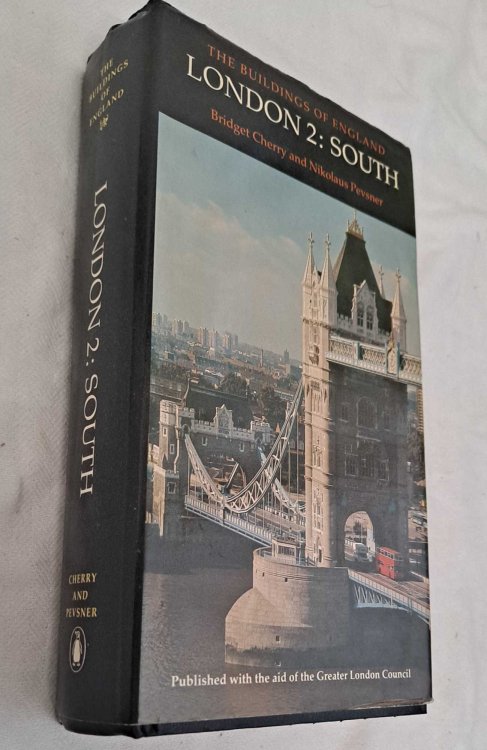 THE
BUILDINGS
OF
ENGLAND
LONDON 2: SOUTH
CHERRY
AND
PEVSNER
THE BUILDINGS OF ENGLAND
LONDON 2: SOUTH
Bridget Cherry and Nikolaus Pevsner
Published with the aid of the Greater London Council